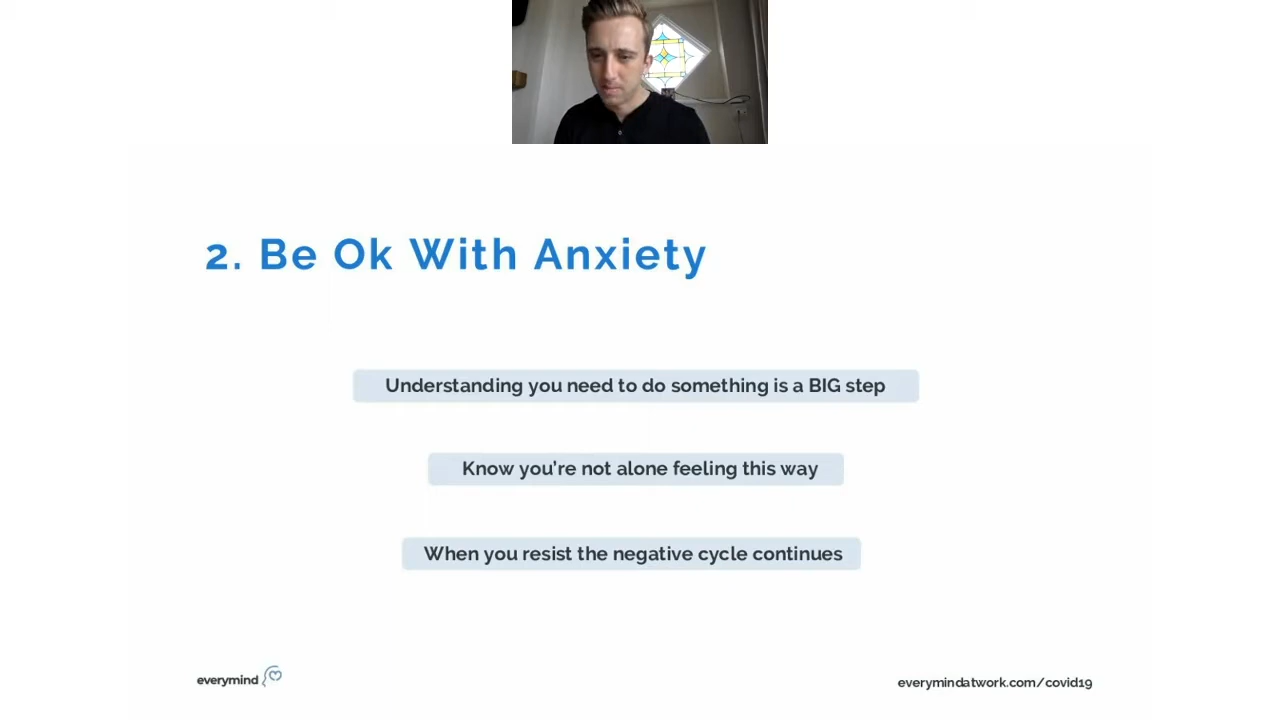 2. Be Ok With Anxiety
Understanding you need to do something is a BIG step
Know you're not alone feeling this way
When you resist the negative cycle continues
everymind
everymindatwork.com/covid19